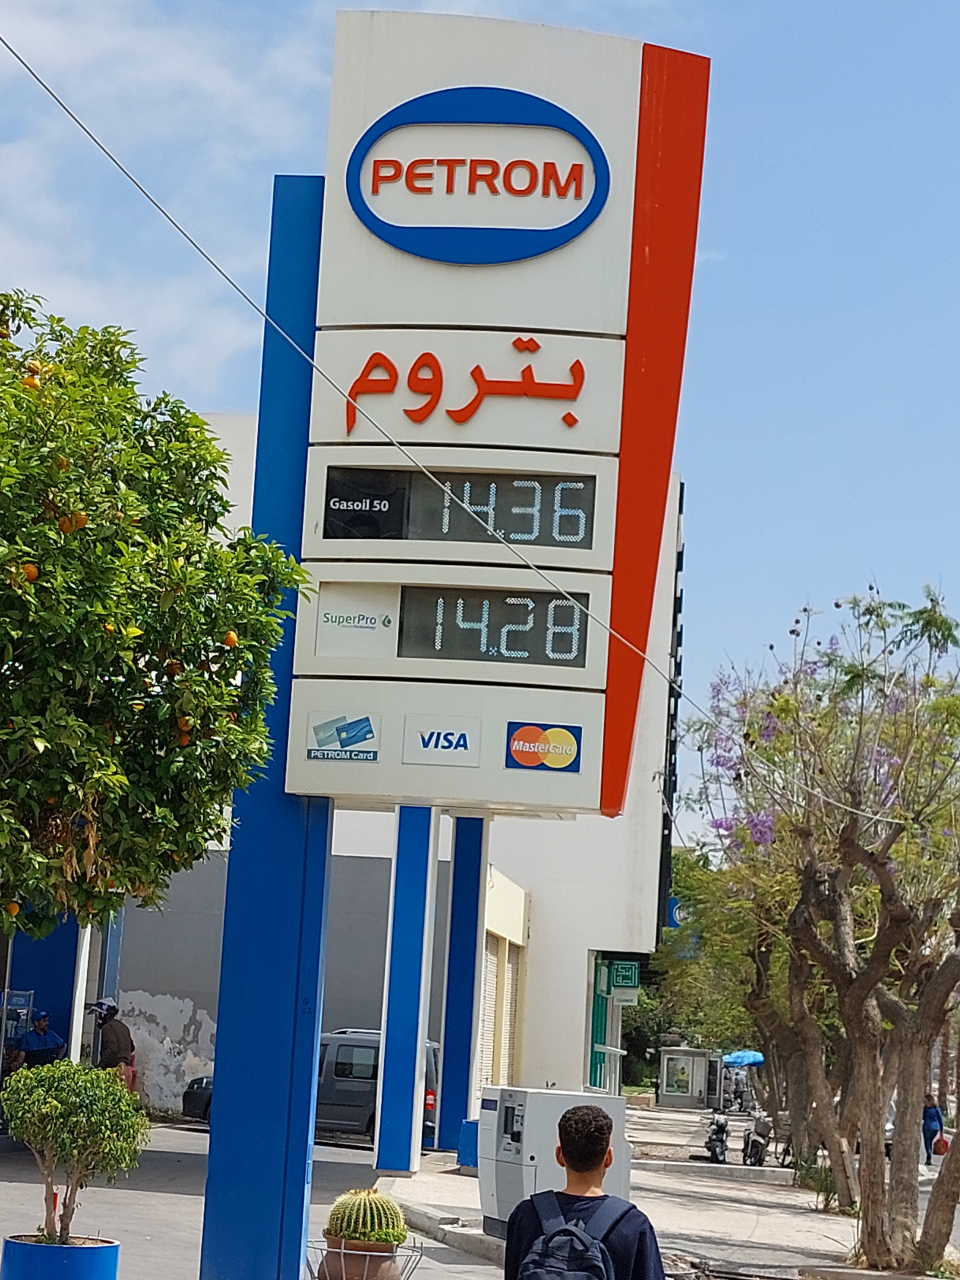 PETROM
بتروم
Gasoil 50 14.36
SuperPro 14.28
PETROM Card VISA MasterCard